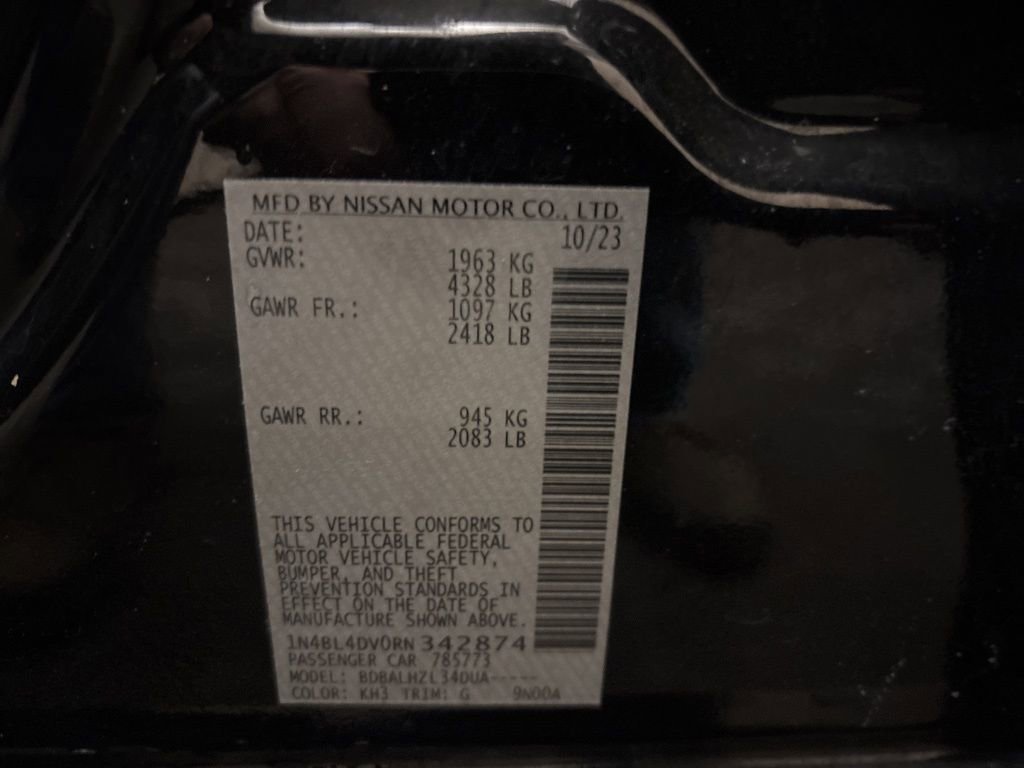 MFD BY NISSAN MOTOR CO., LTD.
DATE: 10/23
GVWR: 1963 KG
4328 LB
GAWR FR.: 1097 KG
2418 LB
GAWR RR.: 945 KG
2083 LB
THIS VEHICLE CONFORMS TO
ALL APPLICABLE FEDERAL
MOTOR VEHICLE SAFETY,
BUMPER, AND THEFT
PREVENTION STANDARDS IN
EFFECT ON THE DATE OF
MANUFACTURE SHOWN ABOVE.
1N4BL4DV0RN342874
PASSENGER CAR 785773
MODEL: BDBALHZL34DUA-----
COLOR: KH3 TRIM: G 9N00A